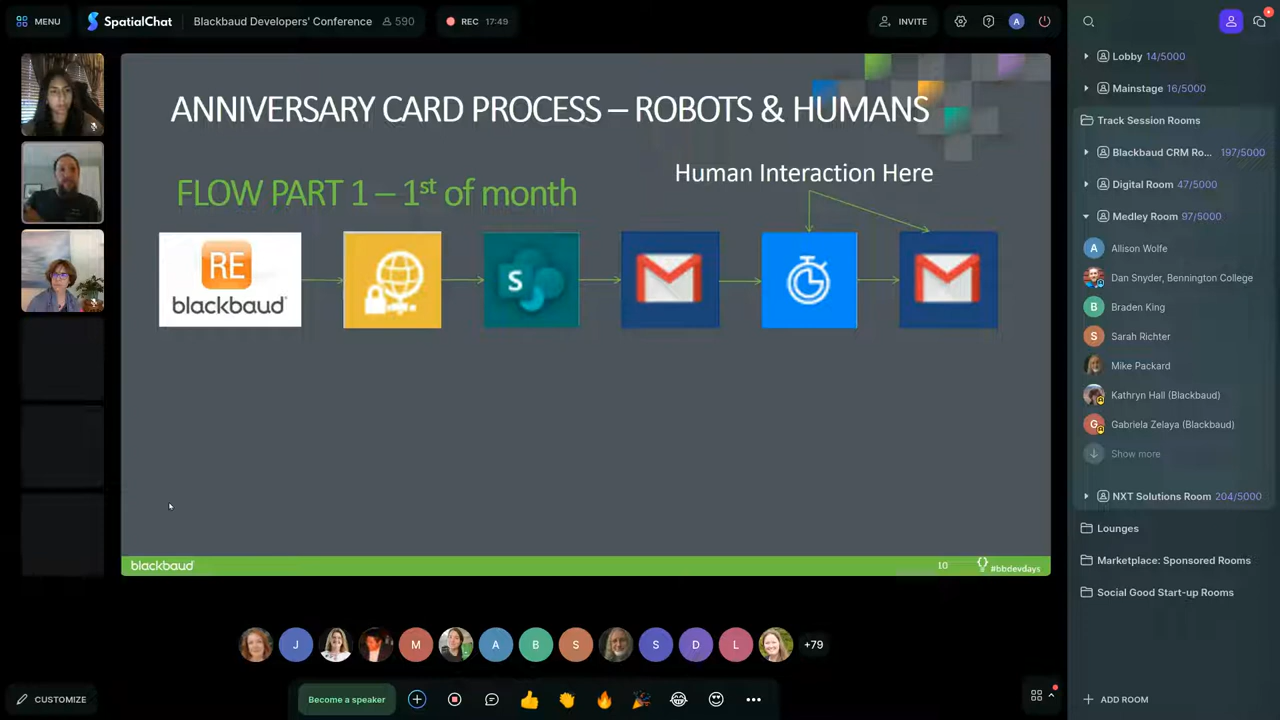 MENU
SpatialChat
Blackbaud Developers' Conference
590
REC 17:49
INVITE
A
ANNIVERSARY CARD PROCESS – ROBOTS & HUMANS
Human Interaction Here
FLOW PART 1 – 1st of month
RE
blackbaud
S
blackbaud
10
#bbdevdays
J
M
A
B
S
S
D
L
+79
CUSTOMIZE
Become a speaker
Lobby 14/5000
Mainstage 16/5000
Track Session Rooms
Blackbaud CRM Ro... 197/5000
Digital Room 47/5000
Medley Room 97/5000
A Allison Wolfe
Dan Snyder, Bennington College
B Braden King
S Sarah Richter
Mike Packard
Kathryn Hall (Blackbaud)
G Gabriela Zelaya (Blackbaud)
Show more
NXT Solutions Room 204/5000
Lounges
Marketplace: Sponsored Rooms
Social Good Start-up Rooms
ADD ROOM